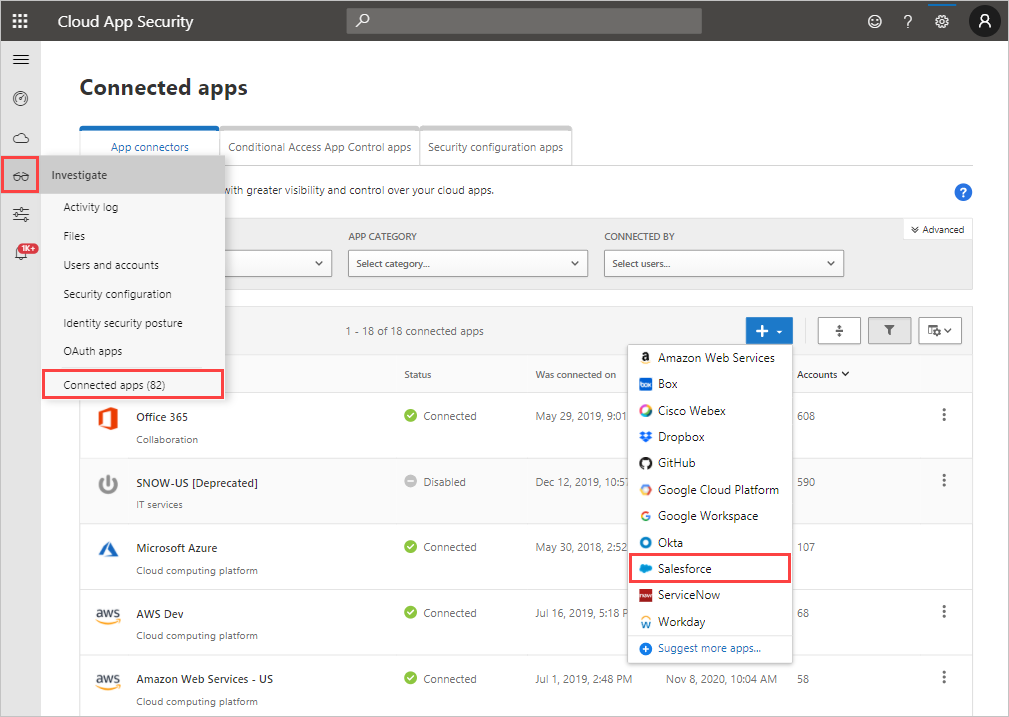 Cloud App Security
Connected apps
App connectors
Conditional Access App Control apps
Security configuration apps
Investigate
with greater visibility and control over your cloud apps.
?
Activity log
Files
Users and accounts
Security configuration
Identity security posture
OAuth apps
Connected apps (82)
1K+
APP CATEGORY
CONNECTED BY
Advanced
Select category...
Select users...
1 - 18 of 18 connected apps
Status
Was connected on
Accounts
Amazon Web Services
Box
Cisco Webex
Dropbox
GitHub
Google Cloud Platform
Google Workspace
Okta
Salesforce
ServiceNow
Workday
Suggest more apps...
Office 365
Collaboration
Connected
May 29, 2019, 9:01
608
SNOW-US [Deprecated]
IT services
Disabled
Dec 12, 2019, 10:57
590
Microsoft Azure
Cloud computing platform
Connected
May 30, 2018, 2:52
107
aws
AWS Dev
Cloud computing platform
Connected
Jul 16, 2019, 5:18 P
68
aws
Amazon Web Services - US
Cloud computing platform
Connected
Jul 1, 2019, 2:48 PM
Nov 8, 2020, 10:04 AM
58